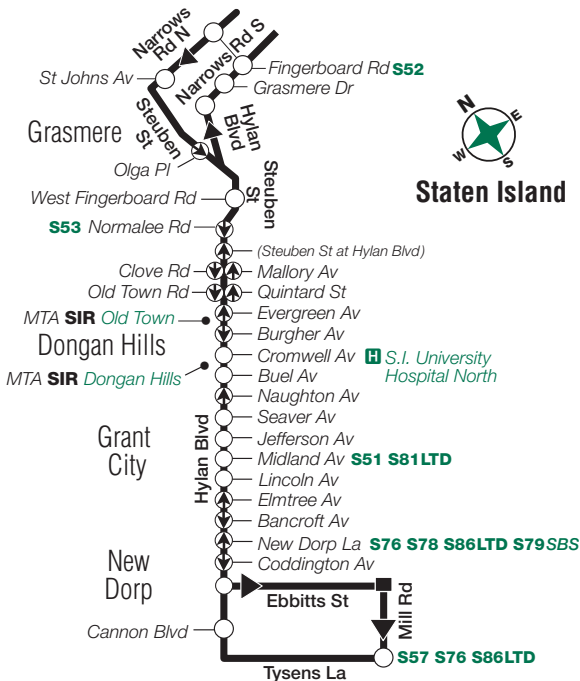 Narrows
Rd N
Narrows Rd S
St Johns Av
Fingerboard Rd S52
Grasmere Dr
Steuben
St
Hylan
Blvd
Grasmere
Olga Pl
N
E
W
S
Staten Island
West Fingerboard Rd
Steuben
St
S53 Normalee Rd
(Steuben St at Hylan Blvd)
Clove Rd
Mallory Av
Old Town Rd
Quintard St
Evergreen Av
MTA SIR Old Town
Burgher Av
Dongan Hills
Cromwell Av
H S.I. University
Hospital North
MTA SIR Dongan Hills
Buel Av
Naughton Av
Seaver Av
Grant
City
Hylan Blvd
Jefferson Av
Midland Av S51 S81LTD
Lincoln Av
Elmtree Av
Bancroft Av
New Dorp La S76 S78 S86LTD S79SBS
Coddington Av
New
Dorp
Ebbitts St
Mill Rd
Cannon Blvd
S57 S76 S86LTD
Tysens La